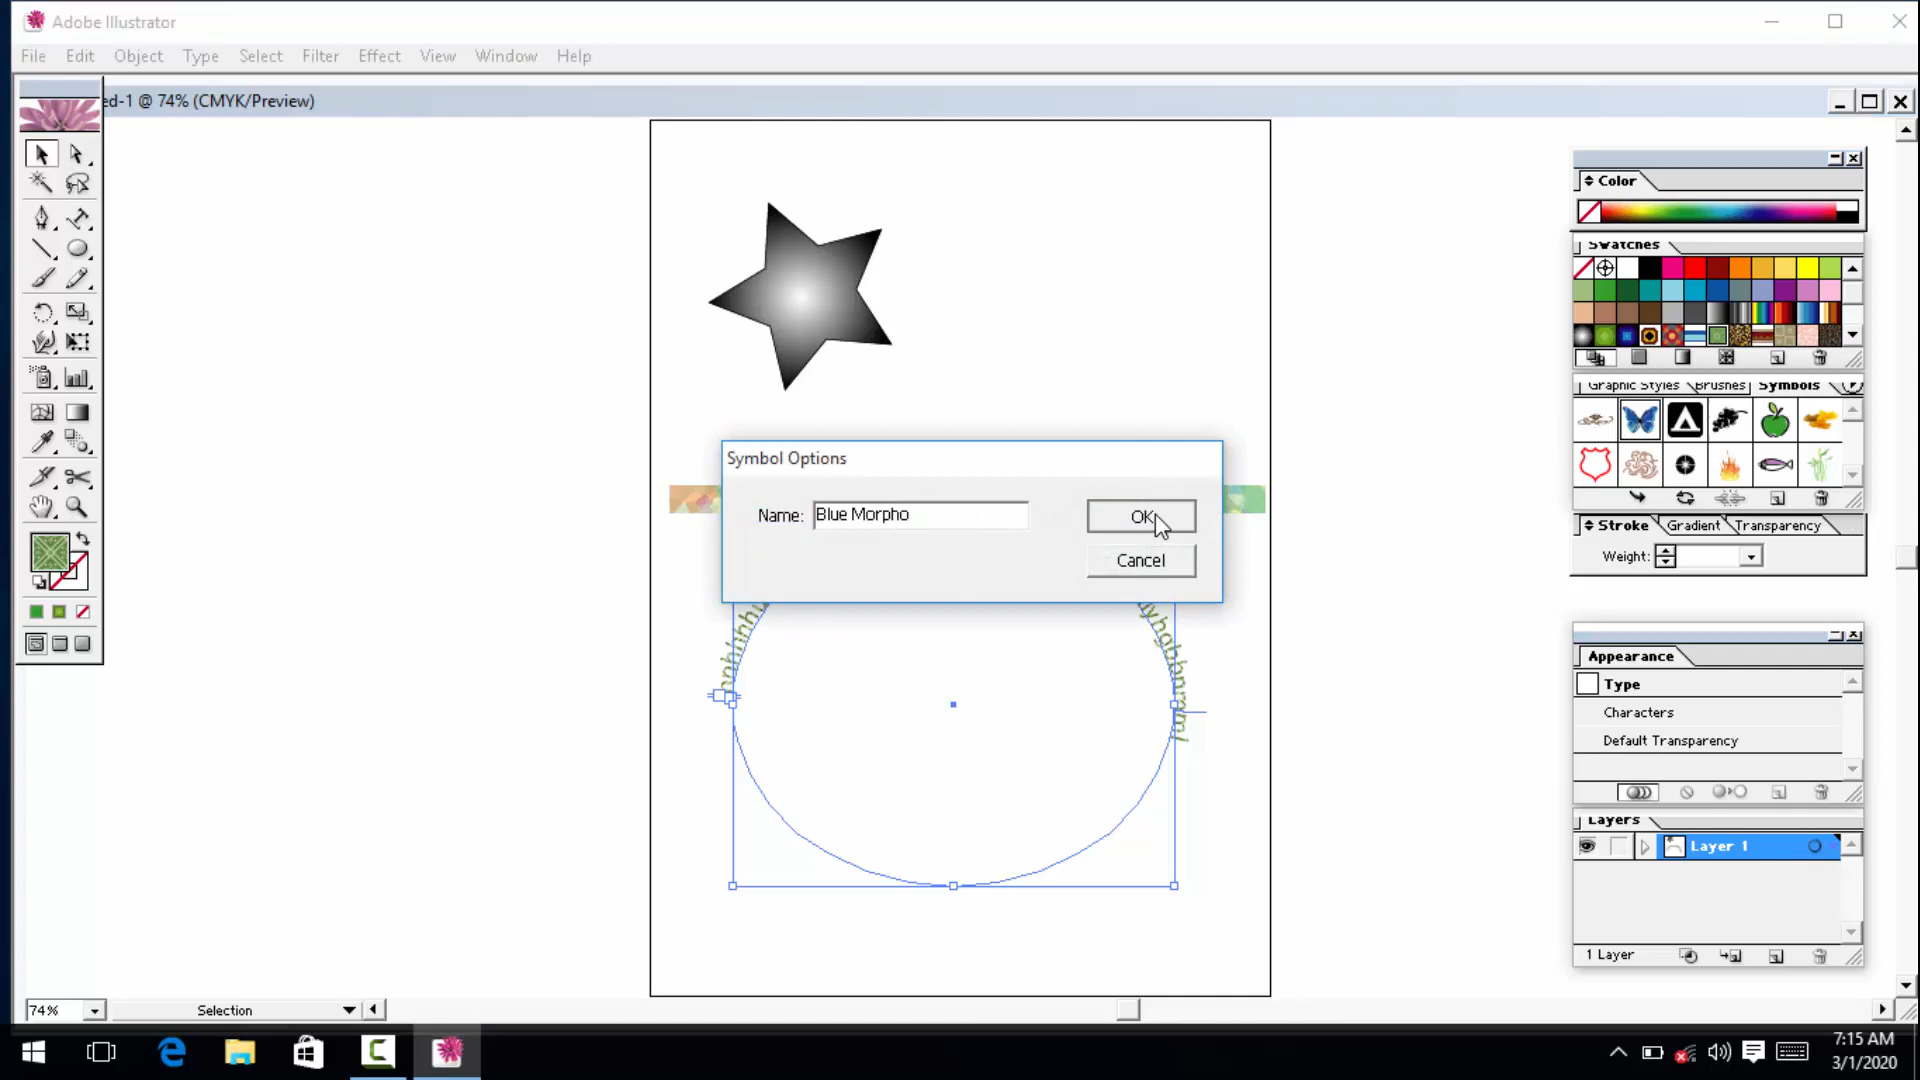 Adobe Illustrator
File Edit Object Type Select Filter Effect View Window Help
ed-1 @ 74% (CMYK/Preview)
Color
Swatches
Graphic Styles Brushes Symbols
Symbol Options
Name: Blue Morpho
OK
Cancel
Stroke Gradient Transparency
Weight:
Appearance
Type
Characters
Default Transparency
Layers
Layer 1
1 Layer
74%
Selection
7:15 AM
3/1/2020